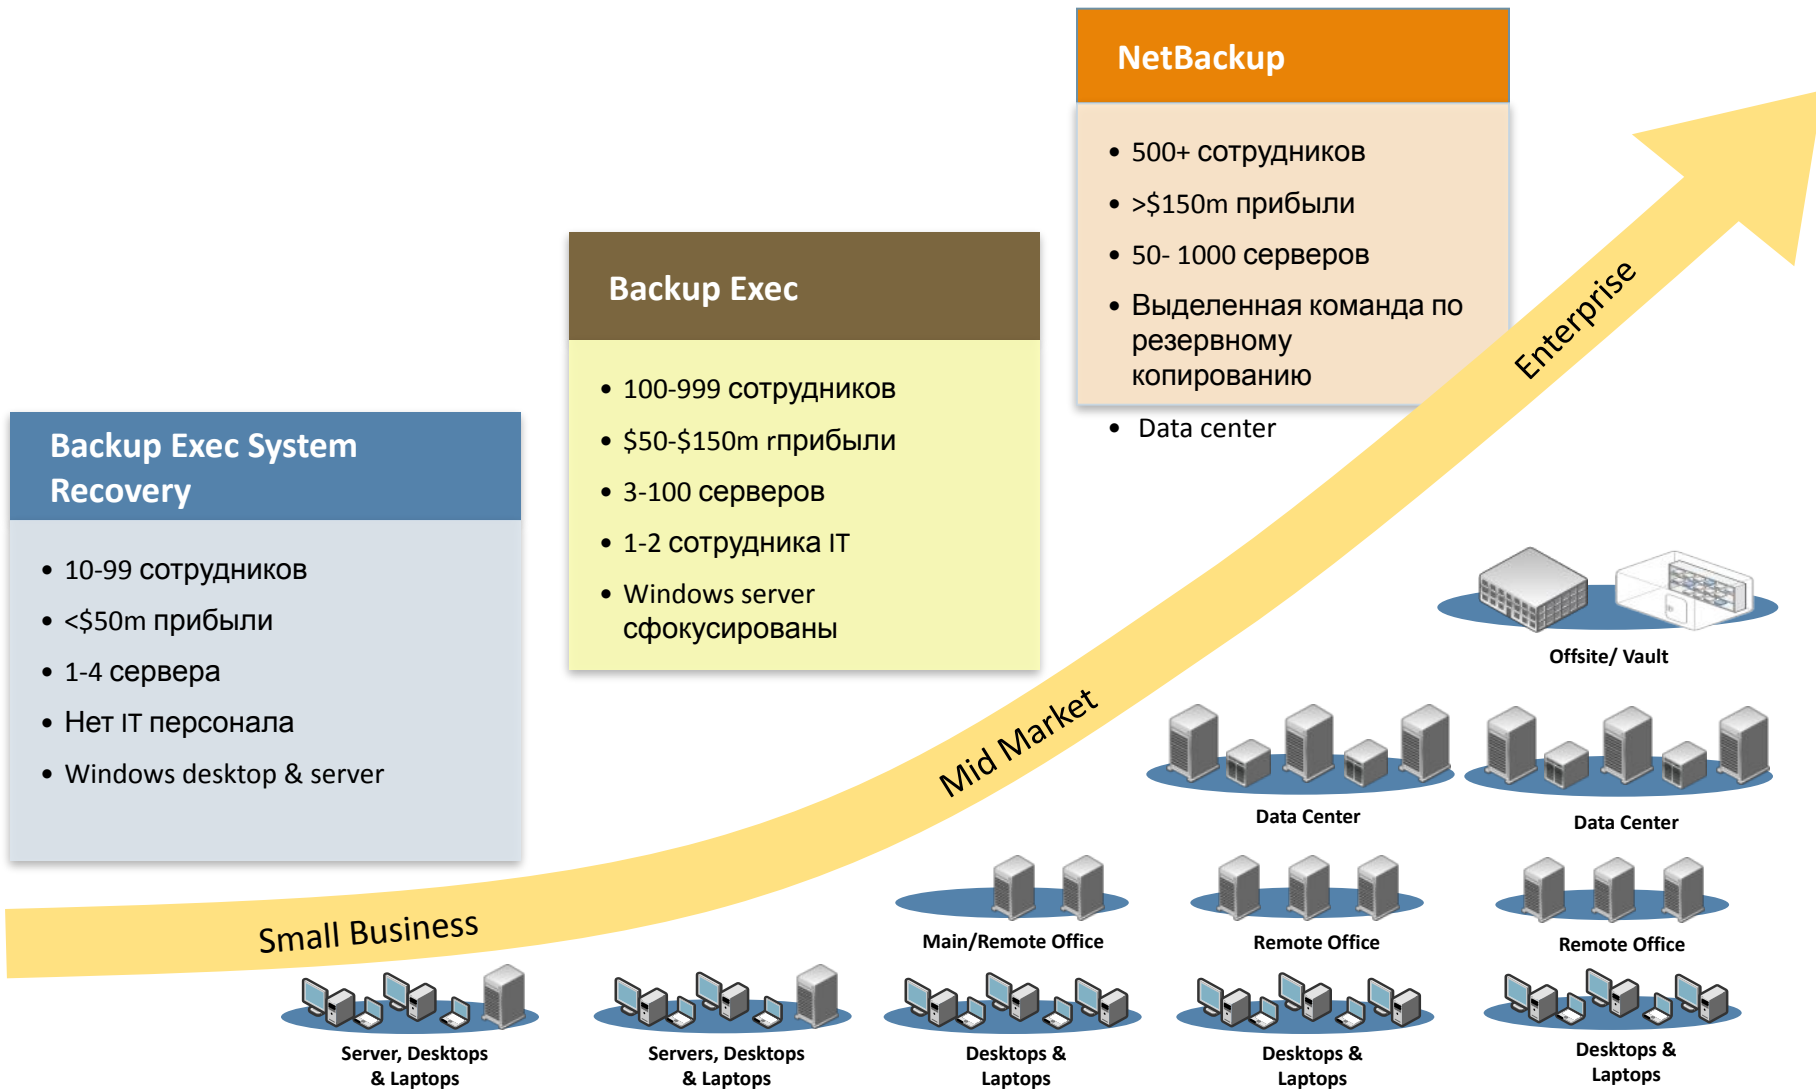 NetBackup
• 500+ сотрудников
• >$150m прибыли
• 50- 1000 серверов
• Выделенная команда по
резервному
копированию
• Data center
Backup Exec
• 100-999 сотрудников
• $50-$150m rприбыли
• 3-100 серверов
• 1-2 сотрудника IT
• Windows server
сфокусированы
Backup Exec System
Recovery
• 10-99 сотрудников
• <$50m прибыли
• 1-4 сервера
• Нет IT персонала
• Windows desktop & server
Small Business
Mid Market
Enterprise
Offsite/ Vault
Data Center
Data Center
Main/Remote Office
Remote Office
Remote Office
Server, Desktops
& Laptops
Servers, Desktops
& Laptops
Desktops &
Laptops
Desktops &
Laptops
Desktops &
Laptops